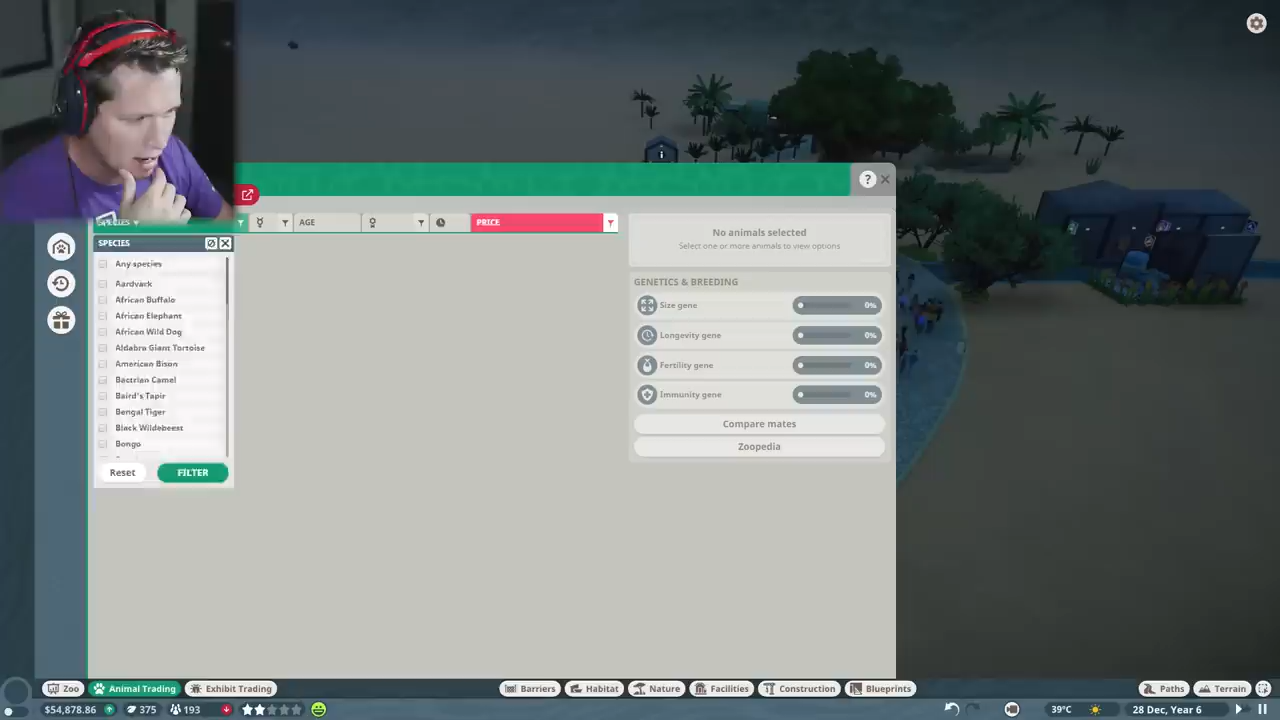 ?
SPECIES
AGE
PRICE
SPECIES
Any species
Aardvark
African Buffalo
African Elephant
African Wild Dog
Aldabra Giant Tortoise
American Bison
Bactrian Camel
Baird's Tapir
Bengal Tiger
Black Wildebeest
Bongo
Reset
FILTER
No animals selected
Select one or more animals to view options
GENETICS & BREEDING
Size gene 0%
Longevity gene 0%
Fertility gene 0%
Immunity gene 0%
Compare mates
Zoopedia
Zoo
Animal Trading
Exhibit Trading
Barriers
Habitat
Nature
Facilities
Construction
Blueprints
Paths
Terrain
$54,878.86
375
193
39°C
28 Dec, Year 6